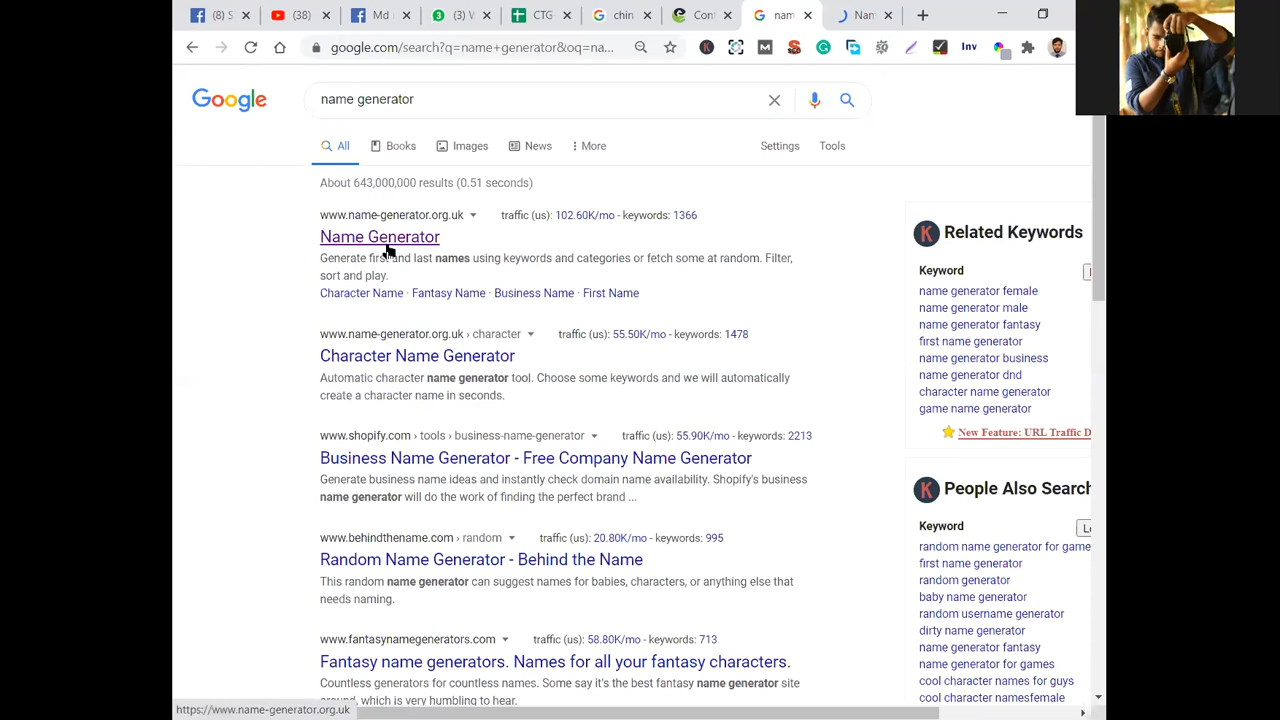 (8) S
(38)
Md
(3) W
CTG
chin
Cont
nam
Nam
google.com/search?q=name+generator&oq=na...
Inv
Google
name generator
All
Books
Images
News
More
Settings
Tools
About 643,000,000 results (0.51 seconds)
www.name-generator.org.uk traffic (us): 102.60K/mo - keywords: 1366
Name Generator
Generate first and last names using keywords and categories or fetch some at random. Filter,
sort and play.
Character Name · Fantasy Name · Business Name · First Name
www.name-generator.org.uk › character traffic (us): 55.50K/mo - keywords: 1478
Character Name Generator
Automatic character name generator tool. Choose some keywords and we will automatically
create a character name in seconds.
www.shopify.com › tools › business-name-generator traffic (us): 55.90K/mo - keywords: 2213
Business Name Generator - Free Company Name Generator
Generate business name ideas and instantly check domain name availability. Shopify's business
name generator will do the work of finding the perfect brand ...
www.behindthename.com › random traffic (us): 20.80K/mo - keywords: 995
Random Name Generator - Behind the Name
This random name generator can suggest names for babies, characters, or anything else that
needs naming.
www.fantasynamegenerators.com traffic (us): 58.80K/mo - keywords: 713
Fantasy name generators. Names for all your fantasy characters.
Countless generators for countless names. Some say it's the best fantasy name generator site
around, which is very humbling to hear.
K Related Keywords
Keyword
name generator female
name generator male
name generator fantasy
first name generator
name generator business
name generator dnd
character name generator
game name generator
New Feature: URL Traffic D
K People Also Search
Keyword
Lo
random name generator for game
first name generator
random generator
baby name generator
random username generator
dirty name generator
name generator fantasy
name generator for games
cool character names for guys
cool character namesfemale
https://www.name-generator.org.uk